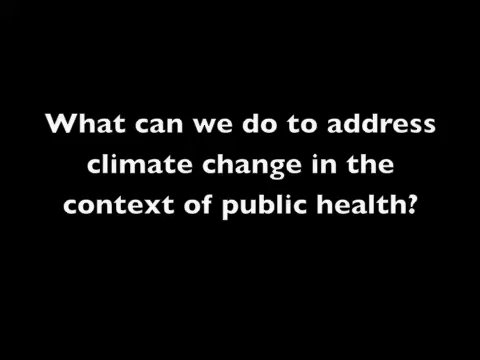 What can we do to address
climate change in the
context of public health?